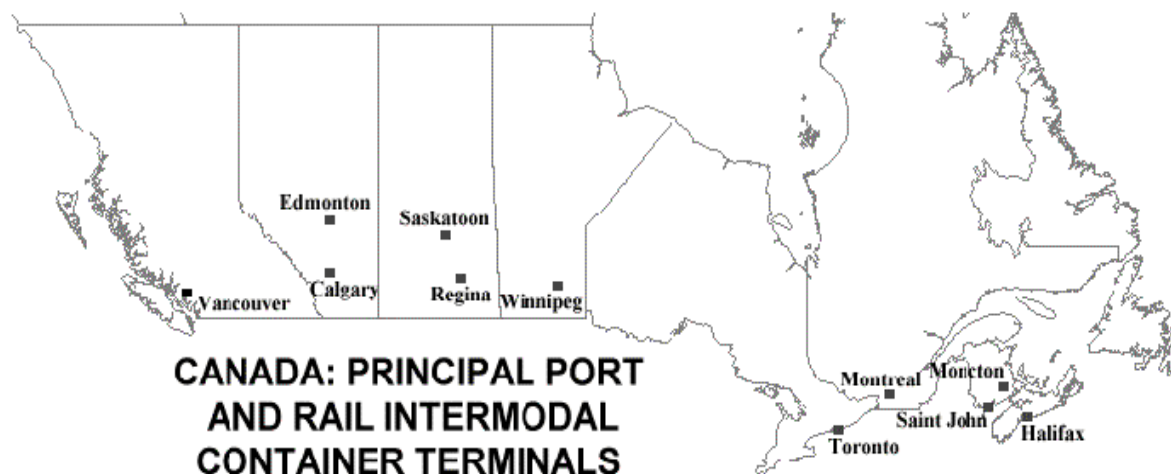 Edmonton
Saskatoon
Calgary
Regina
Winnipeg
Vancouver
CANADA: PRINCIPAL PORT
AND RAIL INTERMODAL
CONTAINER TERMINALS
Montreal
Moncton
Saint John
Halifax
Toronto